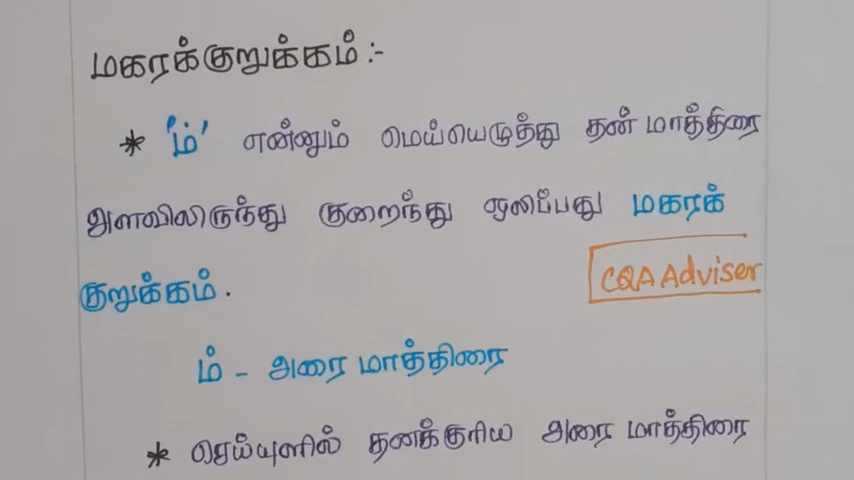 மகரக்குறுக்கம் :-
* 'ம்' என்னும் மெய்யெழுத்து தன் மாத்திரை
அளவிலிருந்து குறைந்து ஒலிப்பது மகரக்
குறுக்கம்.
CQA Adviser
ம் - அரை மாத்திரை
* செய்யுளில் தனக்குரிய அரை மாத்திரை